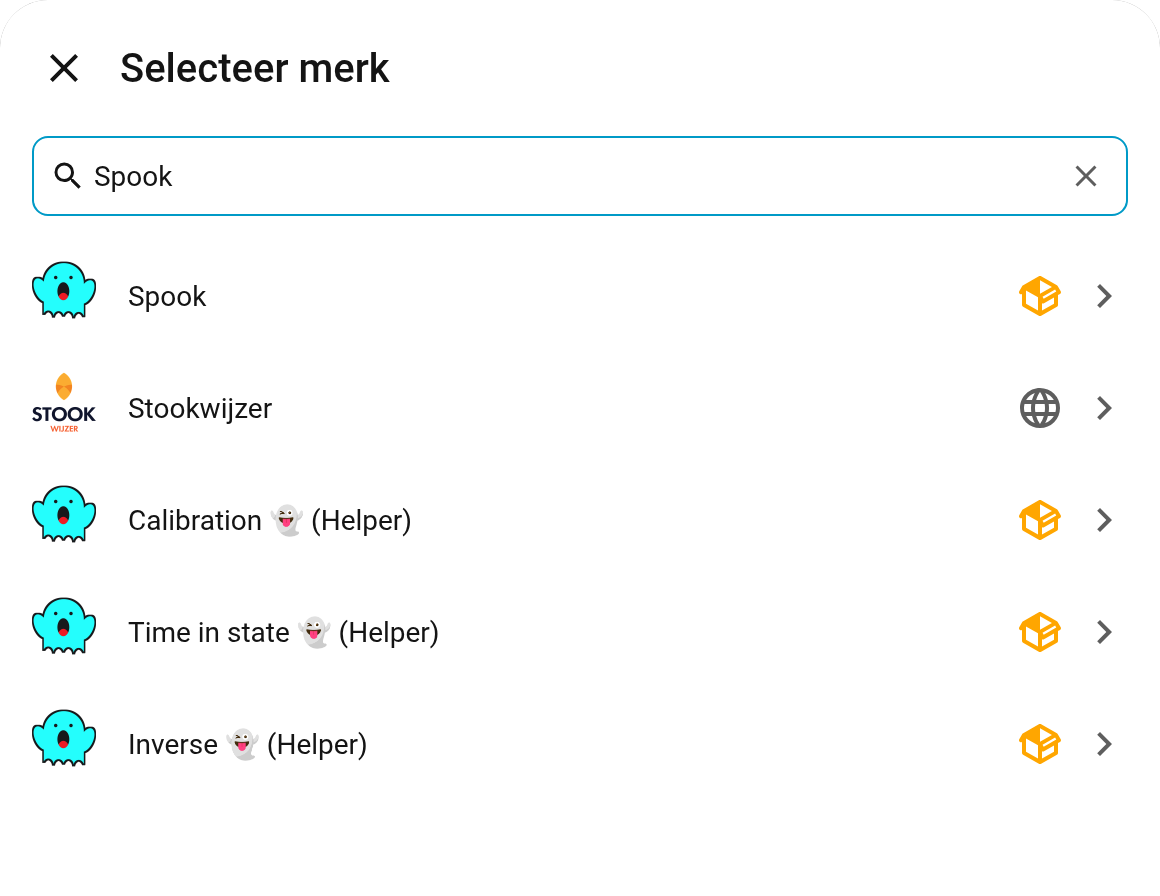 Selecteer merk
Spook
Spook
STOOK
WIJZER
Stookwijzer
Calibration 👻 (Helper)
Time in state 👻 (Helper)
Inverse 👻 (Helper)